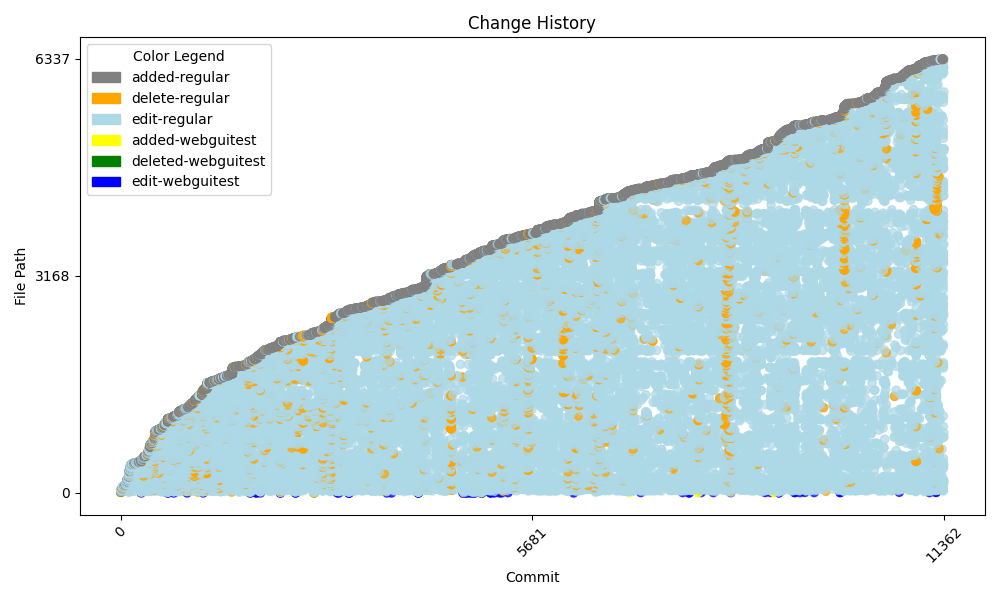 Change History
Color Legend
added-regular
delete-regular
edit-regular
added-webguitest
deleted-webguitest
edit-webguitest
6337
3168
0
File Path
0
5681
11362
Commit